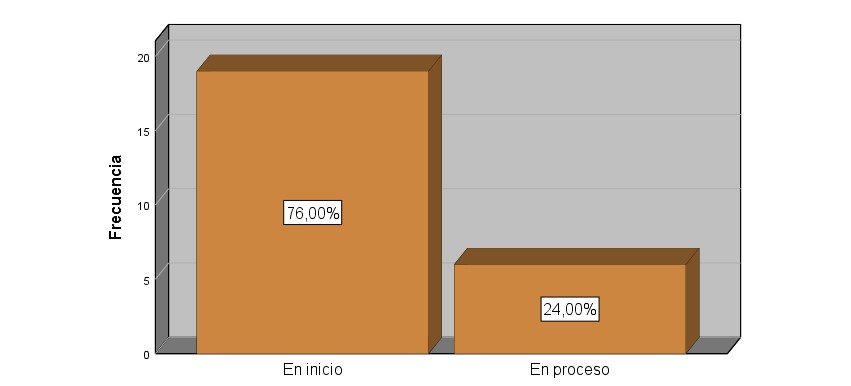 Frecuencia
20
15
10
5
0
76,00%
24,00%
En inicio
En proceso